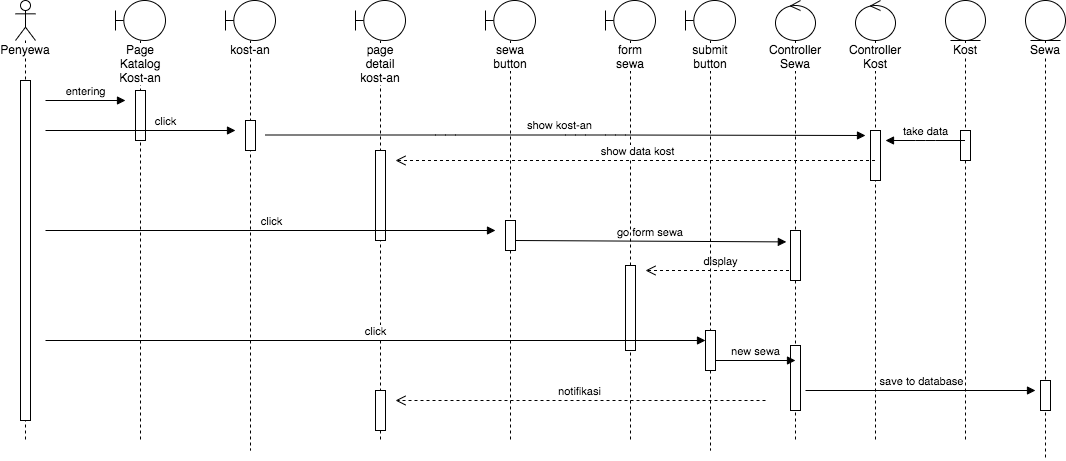 Penyewa
Page
Katalog
Kost-an
kost-an
page
detail
kost-an
sewa
button
form
sewa
submit
button
Controller
Sewa
Controller
Kost
Kost
Sewa
entering
click
show kost-an
take data
show data kost
click
go form sewa
display
click
new sewa
save to database
notifikasi